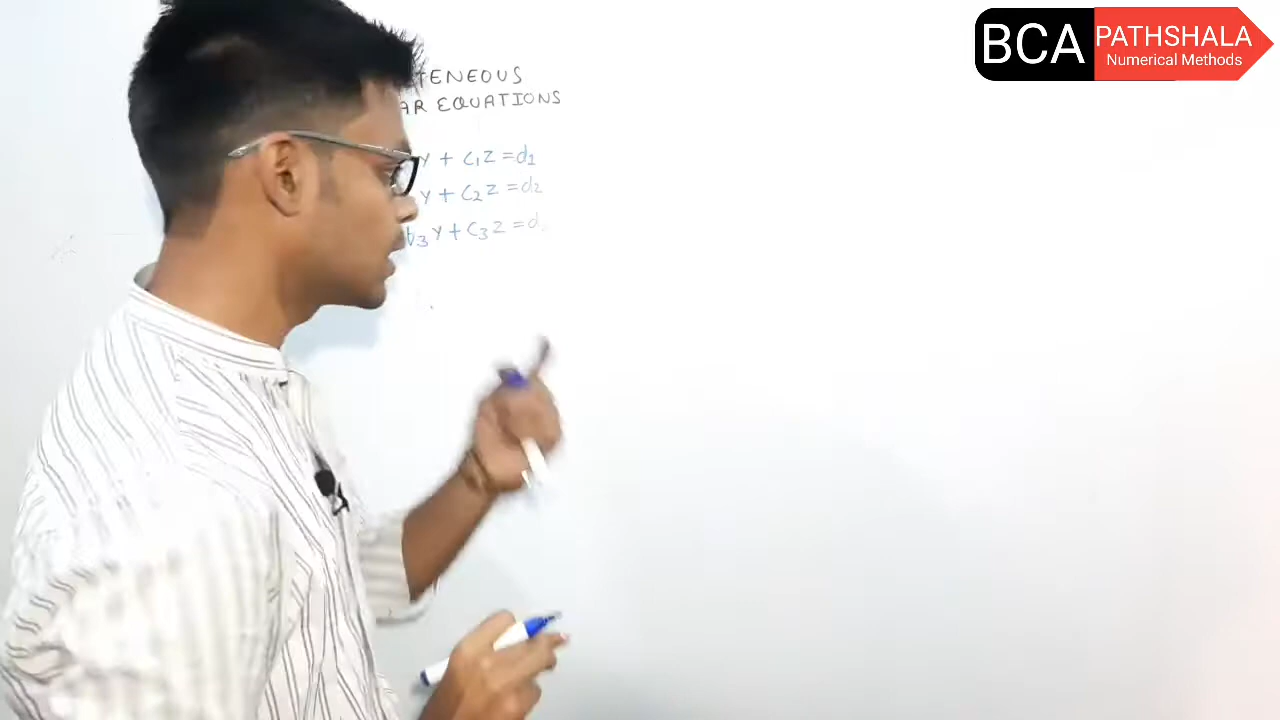 BCA PATHSHALA
Numerical Methods
TENEOUS
AR EQUATIONS
y + c₁z = d₁
y + c₂z = d₂
b₃y + c₃z = d